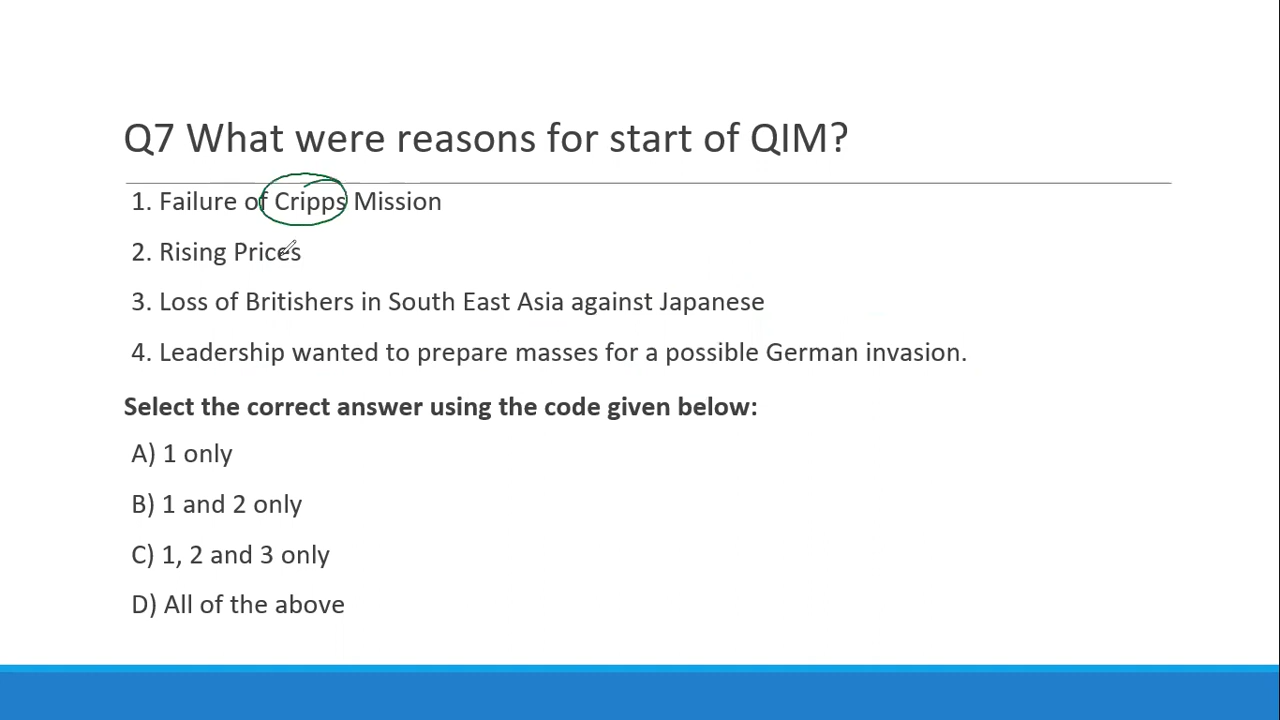 Q7 What were reasons for start of QIM?
1. Failure of Cripps Mission
2. Rising Prices
3. Loss of Britishers in South East Asia against Japanese
4. Leadership wanted to prepare masses for a possible German invasion.
Select the correct answer using the code given below:
A) 1 only
B) 1 and 2 only
C) 1, 2 and 3 only
D) All of the above